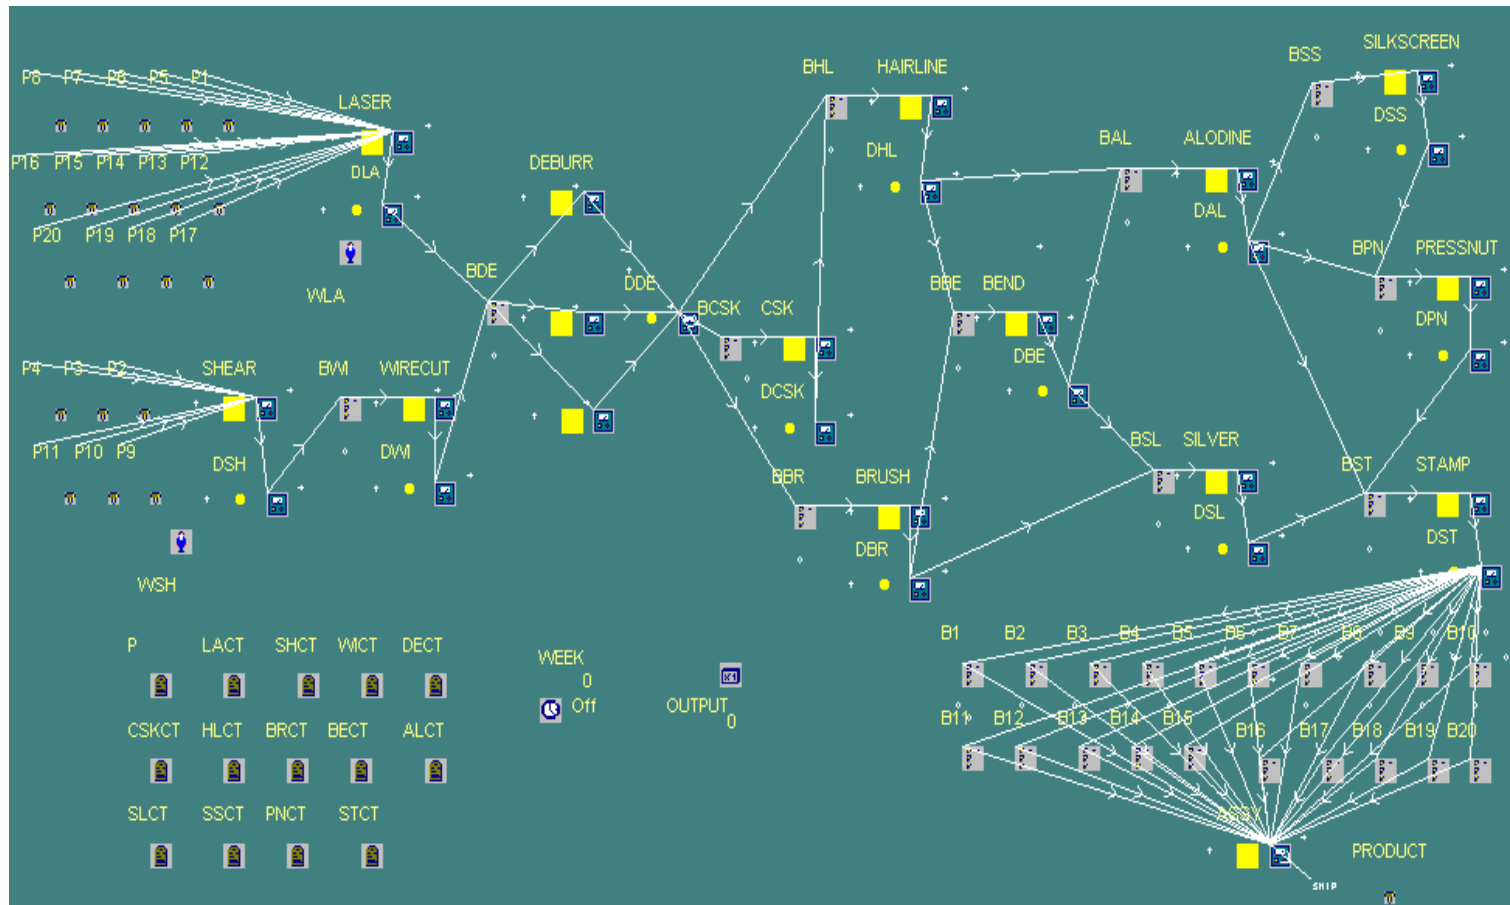 SILKSCREEN
BSS
BHL HAIRLINE
P8 P7 P6 P5 P1
LASER
DSS
DHL BAL ALODINE
P16 P15 P14 P13 P12
DEBURR
DLA
DAL
P20 P19 P18 P17
BPN PRESSNUT
BDE DDE BBE BEND
WLA
BCSK CSK
DPN
DBE
P4 P3 P2 SHEAR BWI WIRECUT
DCSK
BSL SILVER
P11 P10 P9
DSH DWI
BBR BRUSH BST STAMP
DSL
DBR DST
WSH
B1 B2 B3 B4 B5 B6 B7 B8 B9 B10
P LACT SHCT WICT DECT
WEEK
0
Off OUTPUT
0
B11 B12 B13 B14 B15
B16 B17 B18 B19 B20
CSKCT HLCT BRCT BECT ALCT
SLCT SSCT PNCT STCT
PRODUCT
SHIP